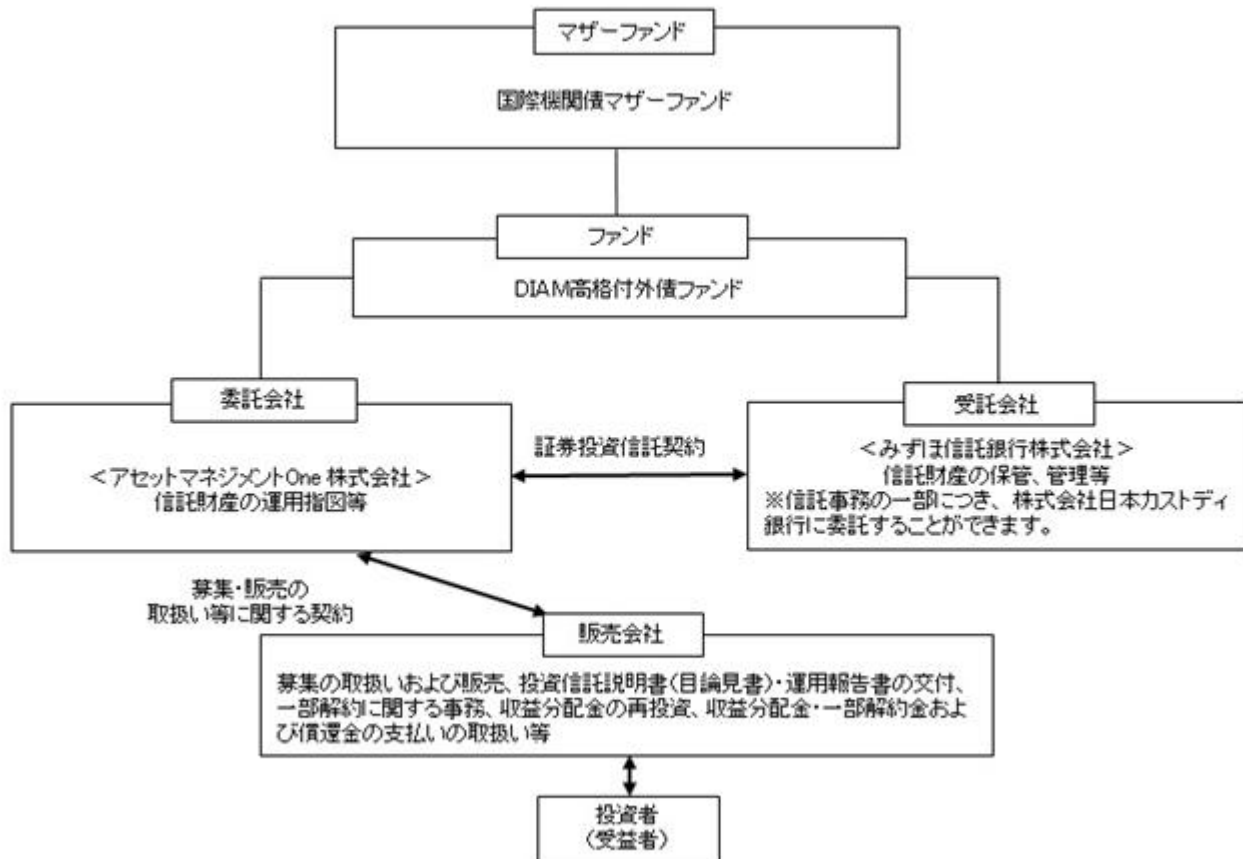 マザーファンド
国際機関債マザーファンド
ファンド
DIAM高格付外債ファンド
委託会社
＜アセットマネジメントOne 株式会社＞
信託財産の運用指図等
証券投資信託契約
受託会社
＜みずほ信託銀行株式会社＞
信託財産の保管、管理等
※信託事務の一部につき、株式会社日本カストディ
銀行に委託することができます。
募集・販売の
取扱い等に関する契約
販売会社
募集の取扱いおよび販売、投資信託説明書（目論見書）・運用報告書の交付、
一部解約に関する事務、収益分配金の再投資、収益分配金・一部解約金およ
び償還金の支払いの取扱い等
投資者
（受益者）